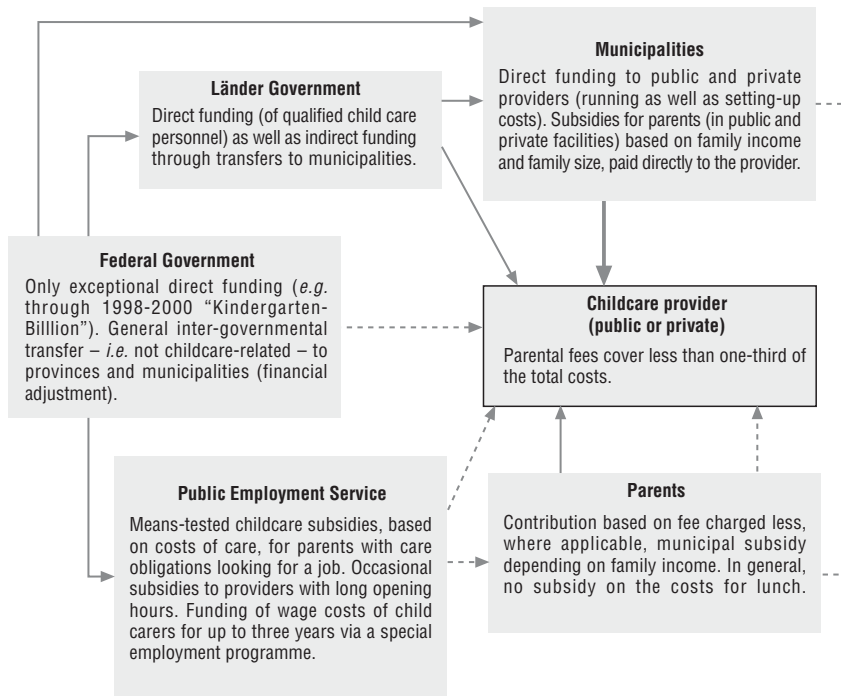 Municipalities
Direct funding to public and private
providers (running as well as setting-up
costs). Subsidies for parents (in public and
private facilities) based on family income
and family size, paid directly to the provider.
Länder Government
Direct funding (of qualified child care
personnel) as well as indirect funding
through transfers to municipalities.
Federal Government
Only exceptional direct funding (e.g.
through 1998-2000 “Kindergarten-
Billlion”). General inter-governmental
transfer – i.e. not childcare-related – to
provinces and municipalities (financial
adjustment).
Childcare provider
(public or private)
Parental fees cover less than one-third of
the total costs.
Public Employment Service
Means-tested childcare subsidies, based
on costs of care, for parents with care
obligations looking for a job. Occasional
subsidies to providers with long opening
hours. Funding of wage costs of child
carers for up to three years via a special
employment programme.
Parents
Contribution based on fee charged less,
where applicable, municipal subsidy
depending on family income. In general,
no subsidy on the costs for lunch.